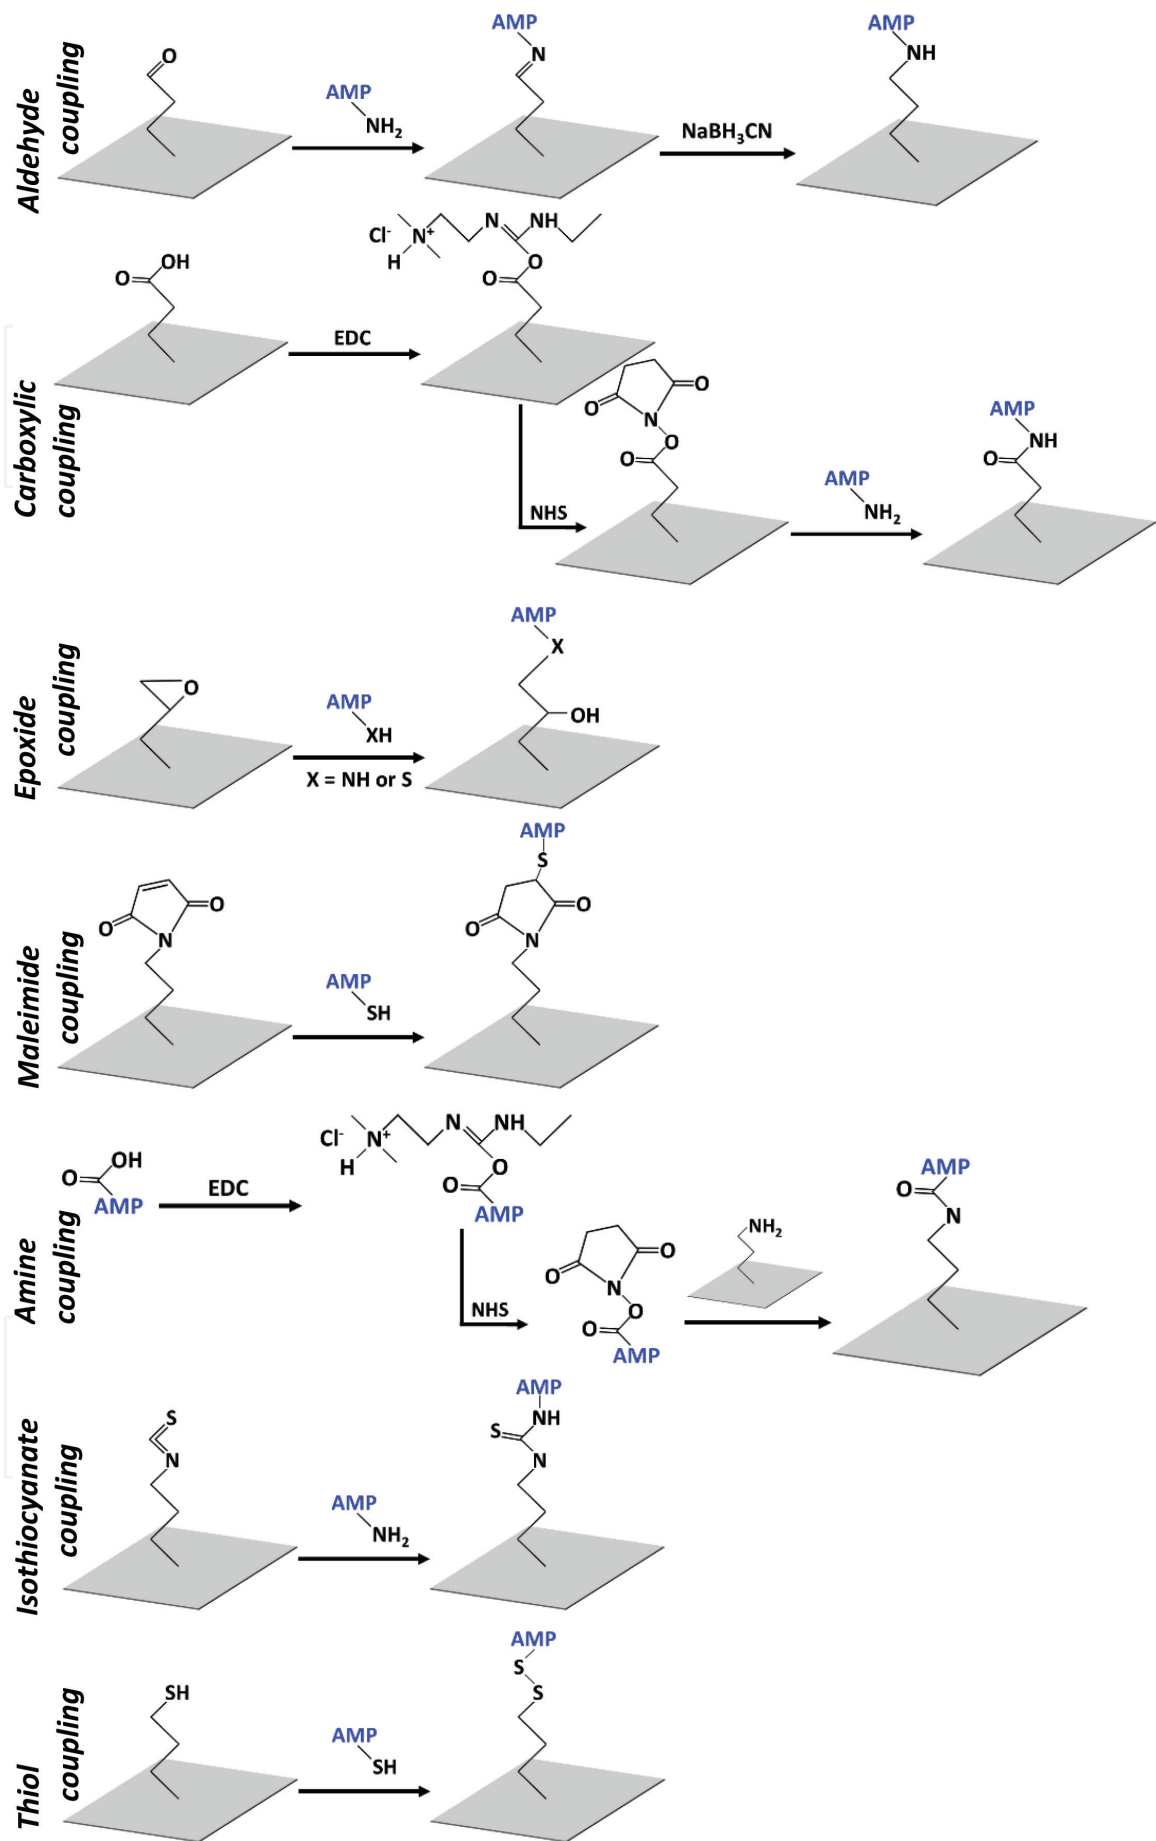 Aldehyde
coupling
O
AMP
NH₂
AMP
N
NaBH₃CN
AMP
NH
Carboxylic
coupling
O
OH
EDC
Cl⁻
N⁺
H
N
NH
O
O
NHS
O
O
N
O
O
AMP
NH₂
AMP
NH
O
Epoxide
coupling
O
AMP
XH
X = NH or S
AMP
X
OH
Maleimide
coupling
O
O
N
AMP
SH
AMP
S
O
O
N
Amine
coupling
O
OH
AMP
EDC
Cl⁻
N⁺
H
N
NH
O
O
AMP
NHS
O
O
N
O
O
AMP
NH₂
AMP
O
N
Isothiocyanate
coupling
S
N
AMP
NH₂
AMP
NH
S
N
Thiol
coupling
SH
AMP
SH
AMP
S
S